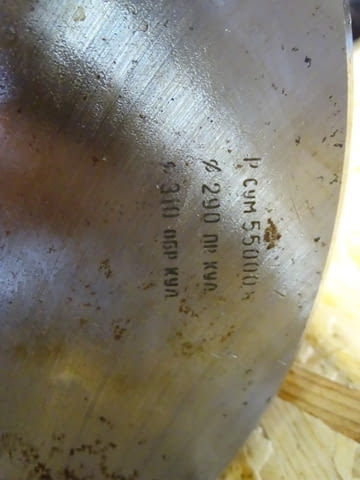 P сум 55000 н
⌀ 290 пр кул
⌀ 310 обр кул